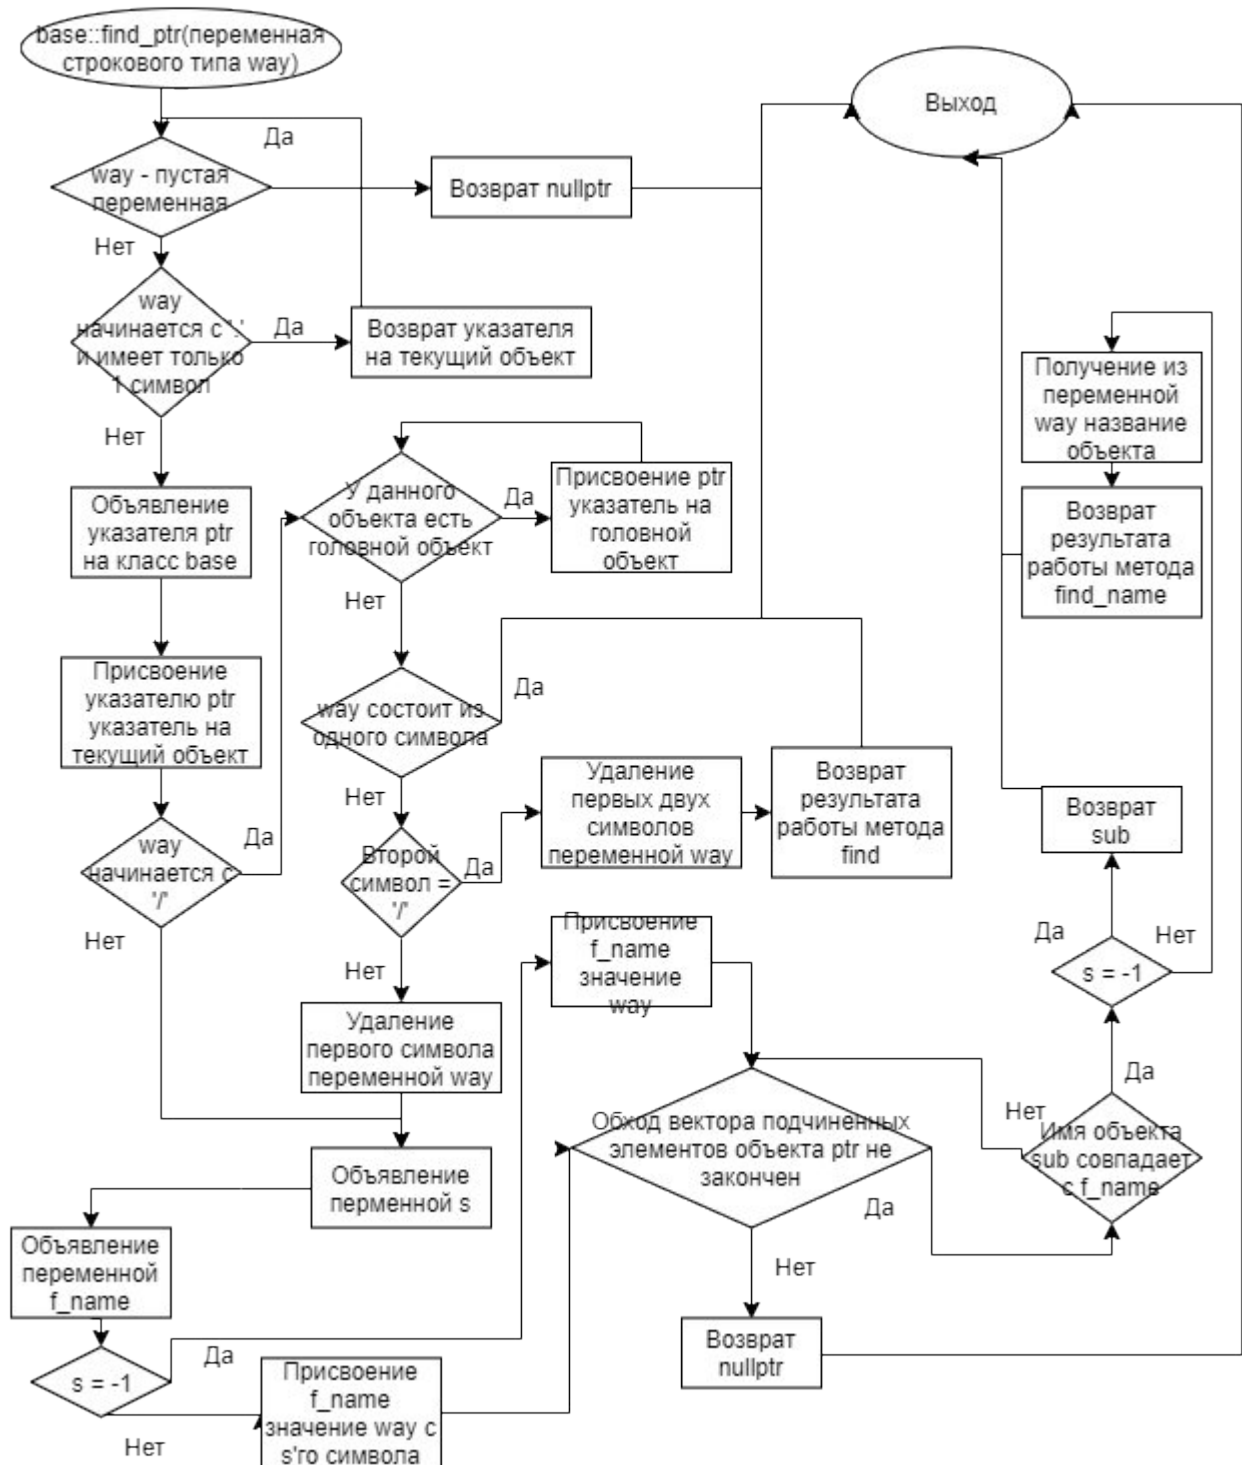 base::find_ptr(переменная
строкового типа way)
Выход
Да
way - пустая
переменная
Возврат nullptr
Нет
way
начинается с '.'
и имеет только
1 символ
Да
Возврат указателя
на текущий объект
Нет
Получение из
переменной
way название
объекта
Объявление
указателя ptr
на класс base
У данного
объекта есть
головной объект
Да
Присвоение ptr
указатель на
головной
объект
Возврат
результата
работы метода
find_name
Нет
Присвоение
указателю ptr
указатель на
текущий объект
way состоит из
одного символа
Да
Нет
way
начинается с
'/'
Да
Нет
Второй
символ =
'/'
Да
Удаление
первых двух
символов
переменной way
Возврат
результата
работы метода
find
Возврат
sub
Да
Нет
s = -1
Нет
Присвоение
f_name
значение
way
Удаление
первого символа
переменной way
Да
Нет
Имя объекта
sub совпадает
с f_name
Обход вектора подчиненных
элементов объекта ptr не
закончен
Да
Нет
Объявление
перменной s
Объявление
переменной
f_name
s = -1
Да
Нет
Присвоение
f_name
значение way с
s'го символа
Возврат
nullptr